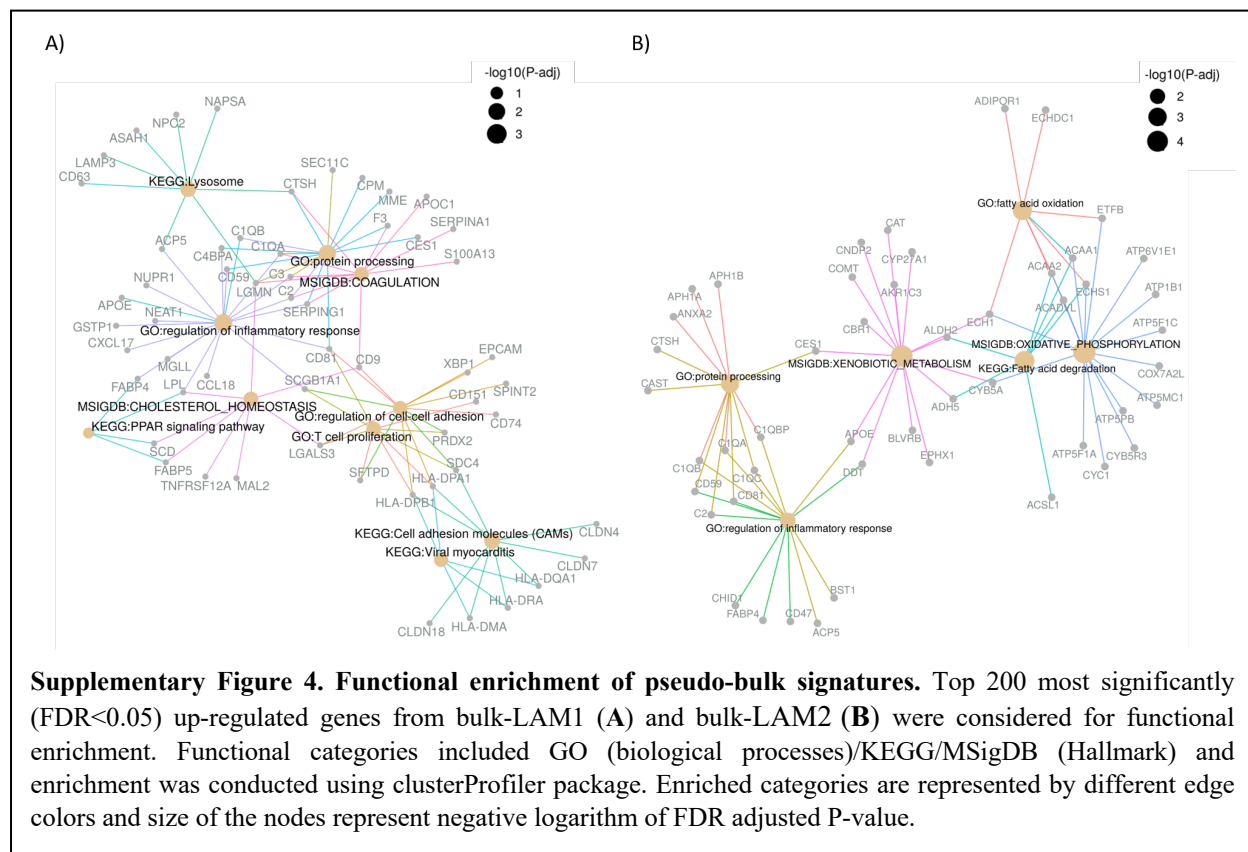 A)
-log10(P-adj)
1
2
3
NAPSA
NPC2
ASAH1
LAMP3
CD63
KEGG:Lysosome
SEC11C
CTSH
CPM
MME
APOC1
F3
SERPINA1
CES1
S100A13
ACP5
C1QB
C1QA
C4BPA
GO:protein processing
MSIGDB:COAGULATION
NUPR1
CD59
C3
LGMN
C2
APOE
NEAT1
SERPING1
GO:regulation of inflammatory response
GSTP1
CXCL17
CD81
CD9
EPCAM
XBP1
MGLL
FABP4
LPL
CCL18
SCGB1A1
SPINT2
CD151
MSIGDB:CHOLESTEROL_HOMEOSTASIS
GO:regulation of cell-cell adhesion
CD74
KEGG:PPAR signaling pathway
GO:T cell proliferation
PRDX2
SCD
LGALS3
FABP5
SFTPD
SDC4
TNFRSF12A
MAL2
HLA-DPA1
HLA-DPB1
KEGG:Cell adhesion molecules (CAMs)
CLDN4
KEGG:Viral myocarditis
CLDN7
HLA-DQA1
HLA-DRA
CLDN18
HLA-DMA
B)
-log10(P-adj)
2
3
4
ADIPOR1
ECHDC1
GO:fatty acid oxidation
ETFB
CAT
CNDP2
CYP27A1
COMT
AKR1C3
ACAA1
ATP6V1E1
ACAA2
APH1B
APH1A
ECHS1
ATP1B1
ACADVL
ANXA2
ECH1
CBR1
ALDH2
ATP5F1C
CTSH
CES1
MSIGDB:OXIDATIVE_PHOSPHORYLATION
MSIGDB:XENOBIOTIC_METABOLISM
KEGG:Fatty acid degradation
COX7A2L
GO:protein processing
CAST
CYB5A
ADH5
ATP5MC1
C1QBP
APOE
BLVRB
ATP5PB
C1QA
CYB5R3
C1QB
C1QC
DDT
EPHX1
ATP5F1A
CYC1
CD59
CD81
C2
ACSL1
GO:regulation of inflammatory response
CHID1
FABP4
CD47
BST1
ACP5
Supplementary Figure 4. Functional enrichment of pseudo-bulk signatures. Top 200 most significantly
(FDR<0.05) up-regulated genes from bulk-LAM1 (A) and bulk-LAM2 (B) were considered for functional
enrichment. Functional categories included GO (biological processes)/KEGG/MSigDB (Hallmark) and
enrichment was conducted using clusterProfiler package. Enriched categories are represented by different edge
colors and size of the nodes represent negative logarithm of FDR adjusted P-value.